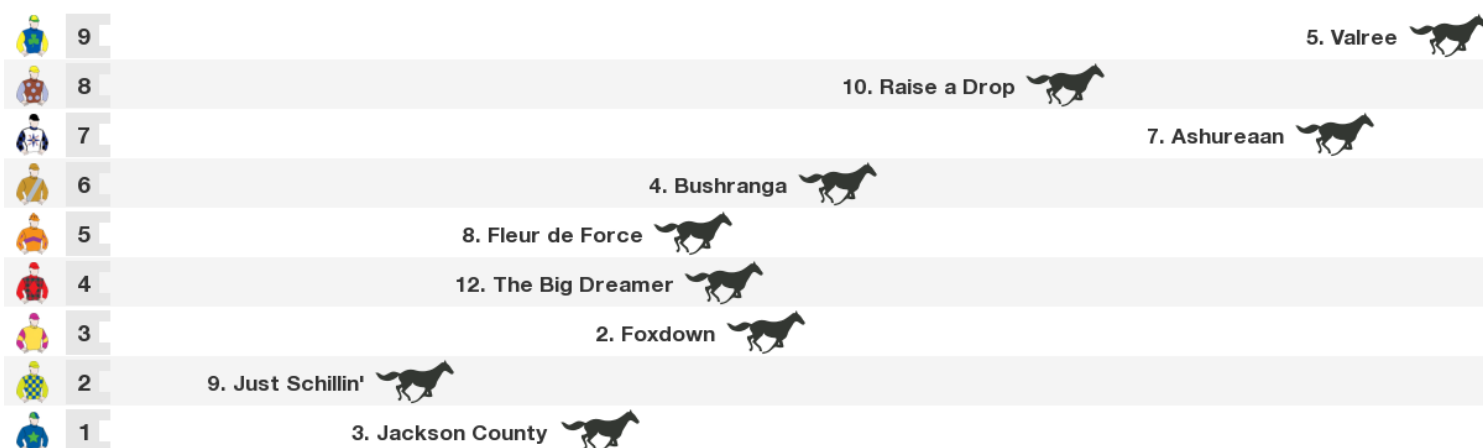 9 5. Valree
8 10. Raise a Drop
7 7. Ashureaan
6 4. Bushranga
5 8. Fleur de Force
4 12. The Big Dreamer
3 2. Foxdown
2 9. Just Schillin'
1 3. Jackson County